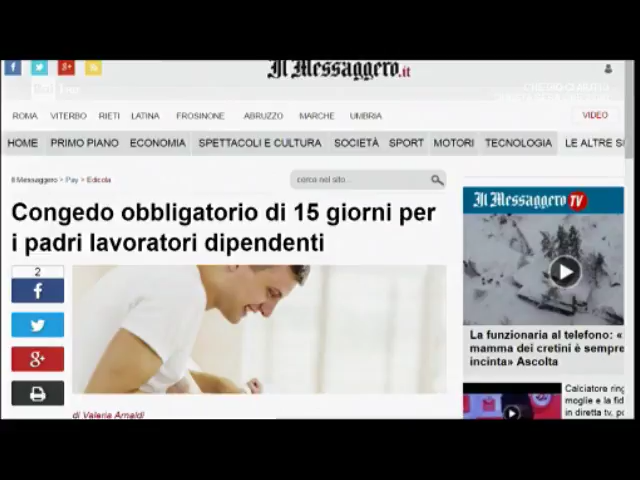 Il Messaggero.it
Rai
ROMA VITERBO RIETI LATINA FROSINONE ABRUZZO MARCHE UMBRIA VIDEO
HOME PRIMO PIANO ECONOMIA SPETTACOLI E CULTURA SOCIETÀ SPORT MOTORI TECNOLOGIA LE ALTRE
Il Messaggero > Pay > Edicola
cerca nel sito...
Congedo obbligatorio di 15 giorni per
i padri lavoratori dipendenti
2
di Valeria Arnaldi
Il Messaggero TV
La funzionaria al telefono: «
mamma dei cretini è sempre
incinta» Ascolta
Calciatore
moglie e la
in diretta tv,